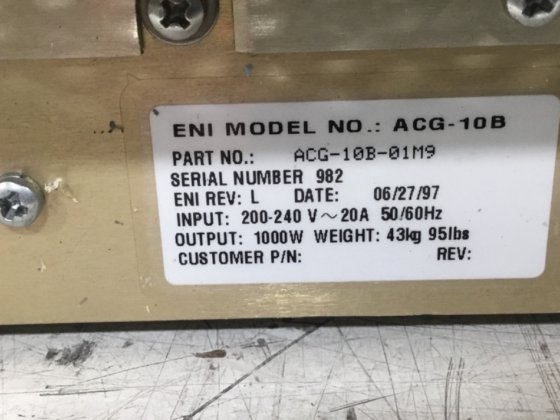 ENI MODEL NO.: ACG-10B
PART NO.: ACG-10B-01M9
SERIAL NUMBER 982
ENI REV: L DATE: 06/27/97
INPUT: 200-240 V~20A 50/60Hz
OUTPUT: 1000W WEIGHT: 43kg 95lbs
CUSTOMER P/N: REV: